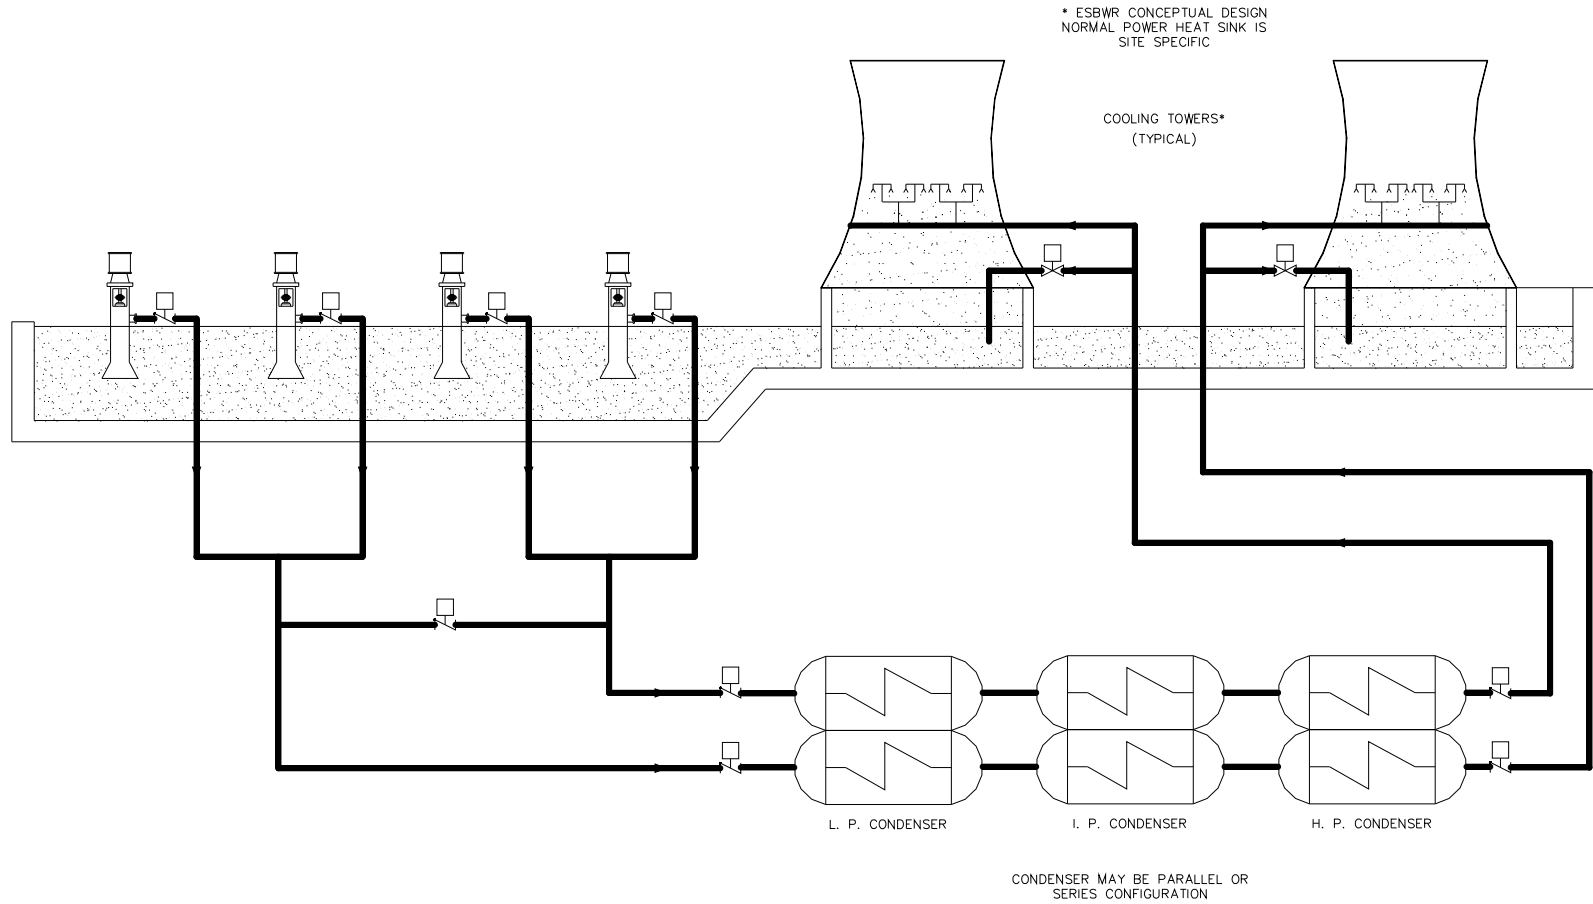 * ESBWR CONCEPTUAL DESIGN
NORMAL POWER HEAT SINK IS
SITE SPECIFIC
COOLING TOWERS*
(TYPICAL)
L. P. CONDENSER
I. P. CONDENSER
H. P. CONDENSER
CONDENSER MAY BE PARALLEL OR
SERIES CONFIGURATION